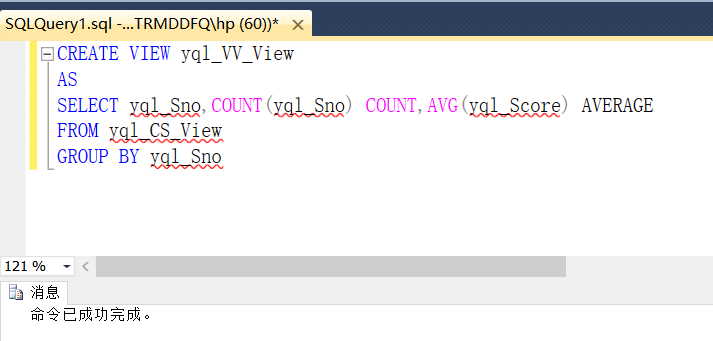 SQLQuery1.sql -...TRMDDFQ\hp (60))*
CREATE VIEW yql_VV_View
AS
SELECT yql_Sno,COUNT(yql_Sno) COUNT,AVG(yql_Score) AVERAGE
FROM yql_CS_View
GROUP BY yql_Sno
121 %
消息
命令已成功完成。